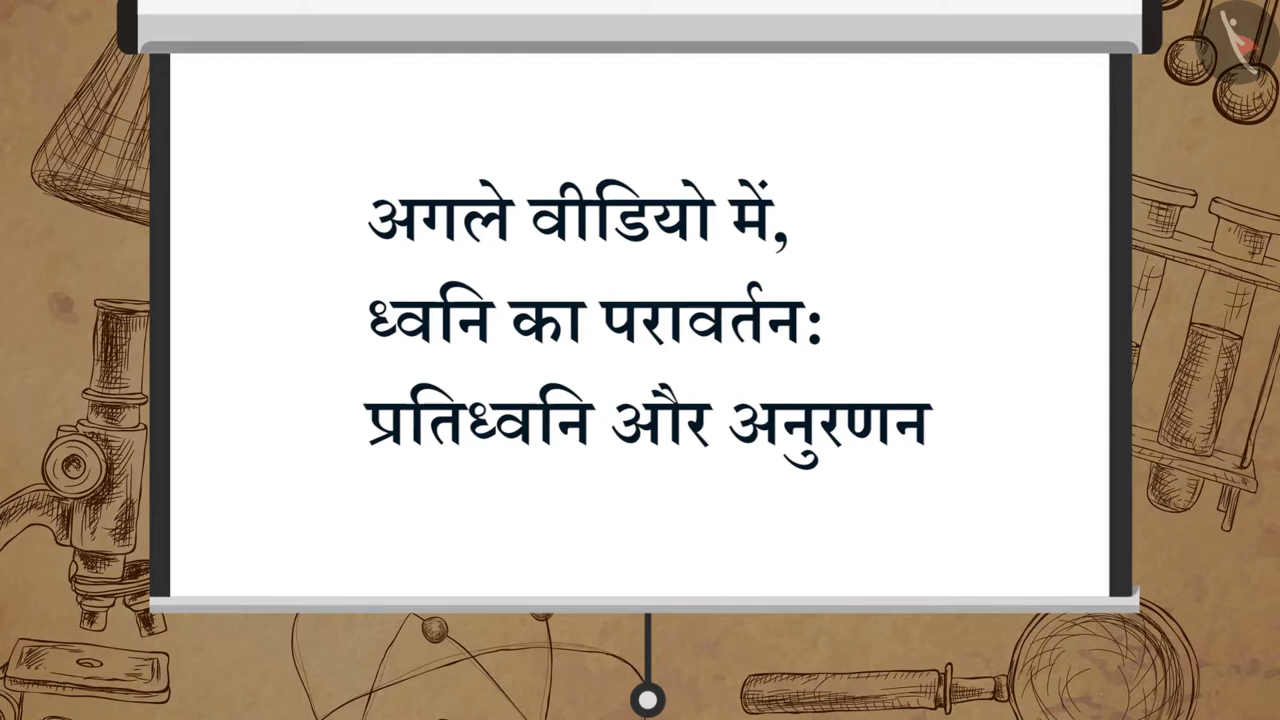 अगले वीडियो में,
ध्वनि का परावर्तन:
प्रतिध्वनि और अनुरणन